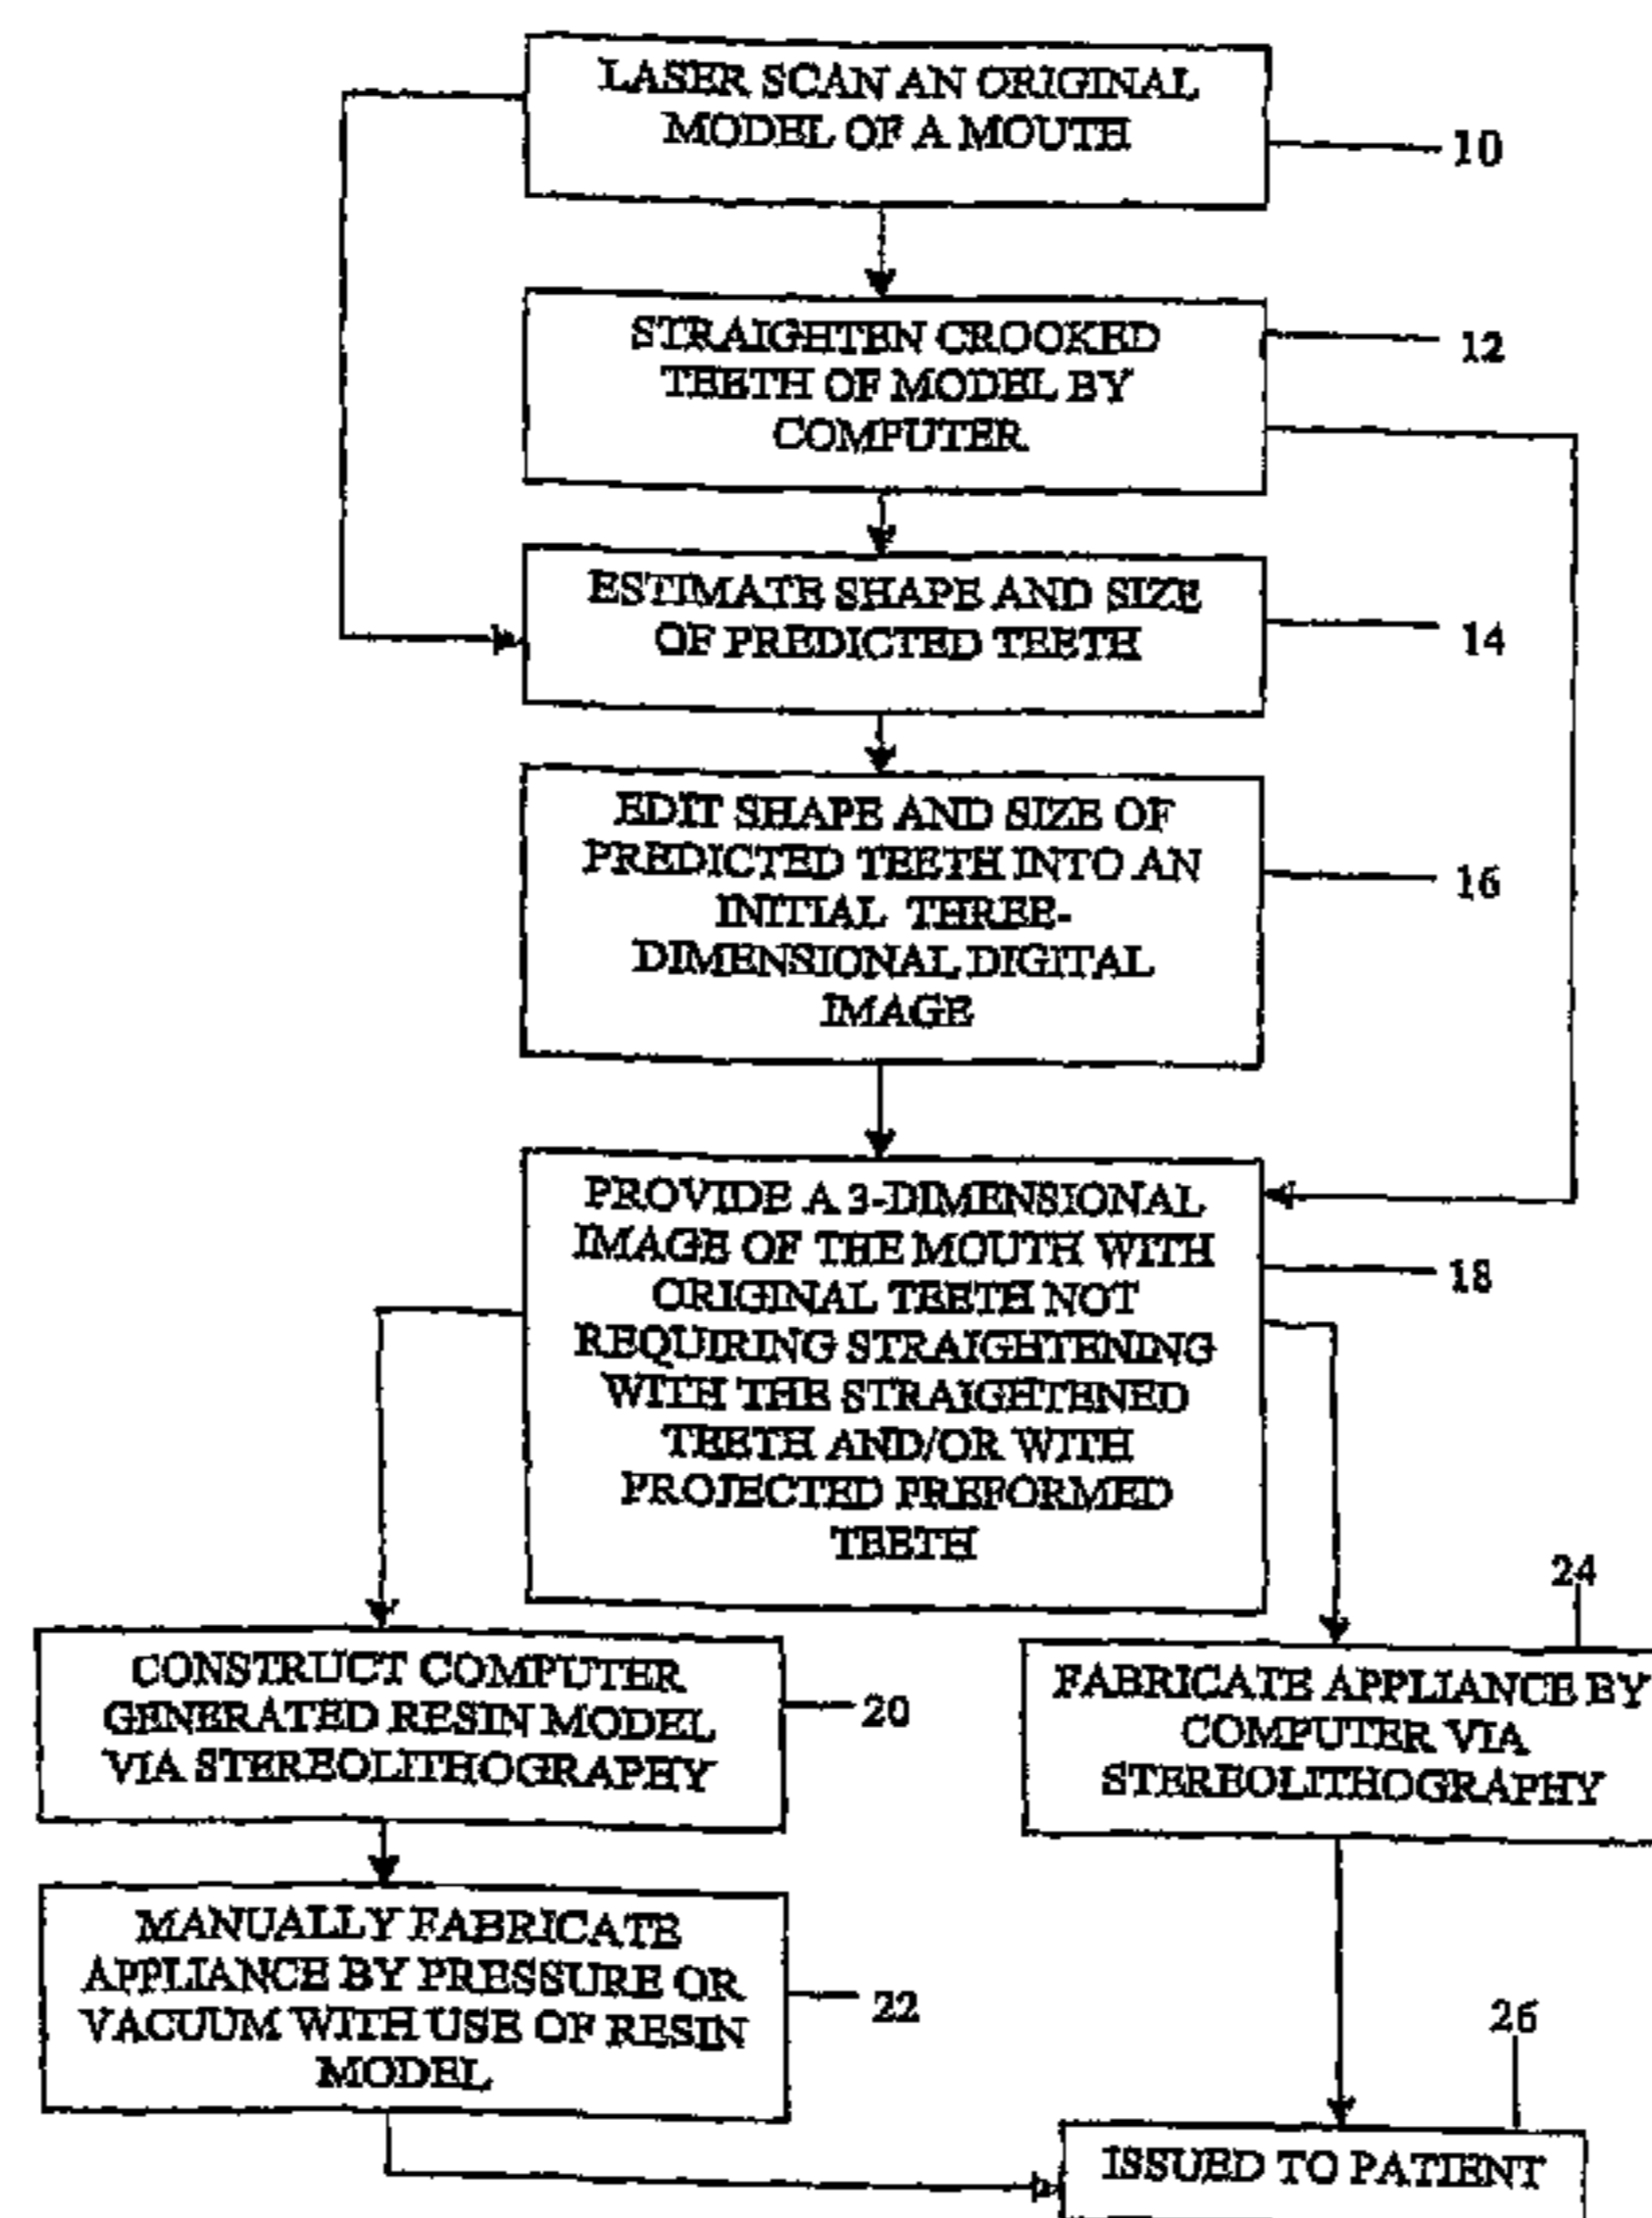 LASER SCAN AN ORIGINAL
MODEL OF A MOUTH
10
STRAIGHTEN CROOKED
TEETH OF MODEL BY
COMPUTER
12
ESTIMATE SHAPE AND SIZE
OF PREDICTED TEETH
14
EDIT SHAPE AND SIZE OF
PREDICTED TEETH INTO AN
INITIAL THREE-
DIMENSIONAL DIGITAL
IMAGE
16
PROVIDE A 3-DIMENSIONAL
IMAGE OF THE MOUTH WITH
ORIGINAL TEETH NOT
REQUIRING STRAIGHTENING
WITH THE STRAIGHTENED
TEETH AND/OR WITH
PROJECTED PREFORMED
TEETH
18
CONSTRUCT COMPUTER
GENERATED RESIN MODEL
VIA STEREOLITHOGRAPHY
20
24
FABRICATE APPLIANCE BY
COMPUTER VIA
STEREOLITHOGRAPHY
MANUALLY FABRICATE
APPLIANCE BY PRESSURE OR
VACUUM WITH USE OF RESIN
MODEL
22
26
ISSUED TO PATIENT